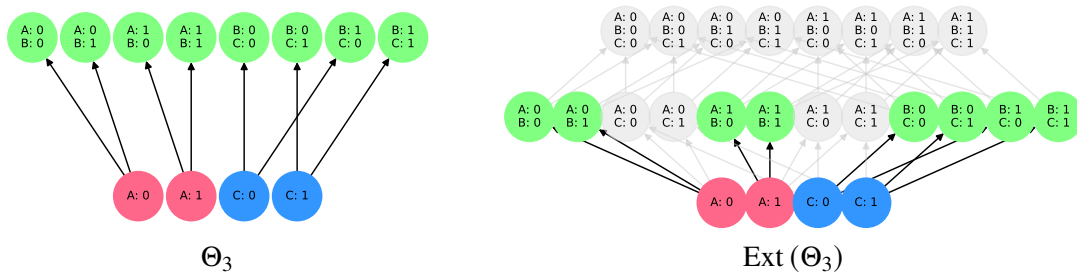 A: 0 A: 0 A: 1 A: 1 B: 0 B: 0 B: 1 B: 1
B: 0 B: 1 B: 0 B: 1 C: 0 C: 1 C: 0 C: 1
A: 0 A: 1 C: 0 C: 1
Θ₃
A: 0 A: 0 A: 0 A: 0 A: 1 A: 1 A: 1 A: 1
B: 0 B: 0 B: 1 B: 1 B: 0 B: 0 B: 1 B: 1
C: 0 C: 1 C: 0 C: 1 C: 0 C: 1 C: 0 C: 1
A: 0 A: 0 A: 0 A: 0 A: 1 A: 1 A: 1 A: 1 B: 0 B: 0 B: 1 B: 1
B: 0 B: 1 C: 0 C: 1 B: 0 B: 1 C: 0 C: 1 C: 0 C: 1 C: 0 C: 1
A: 0 A: 1 C: 0 C: 1
Ext (Θ₃)